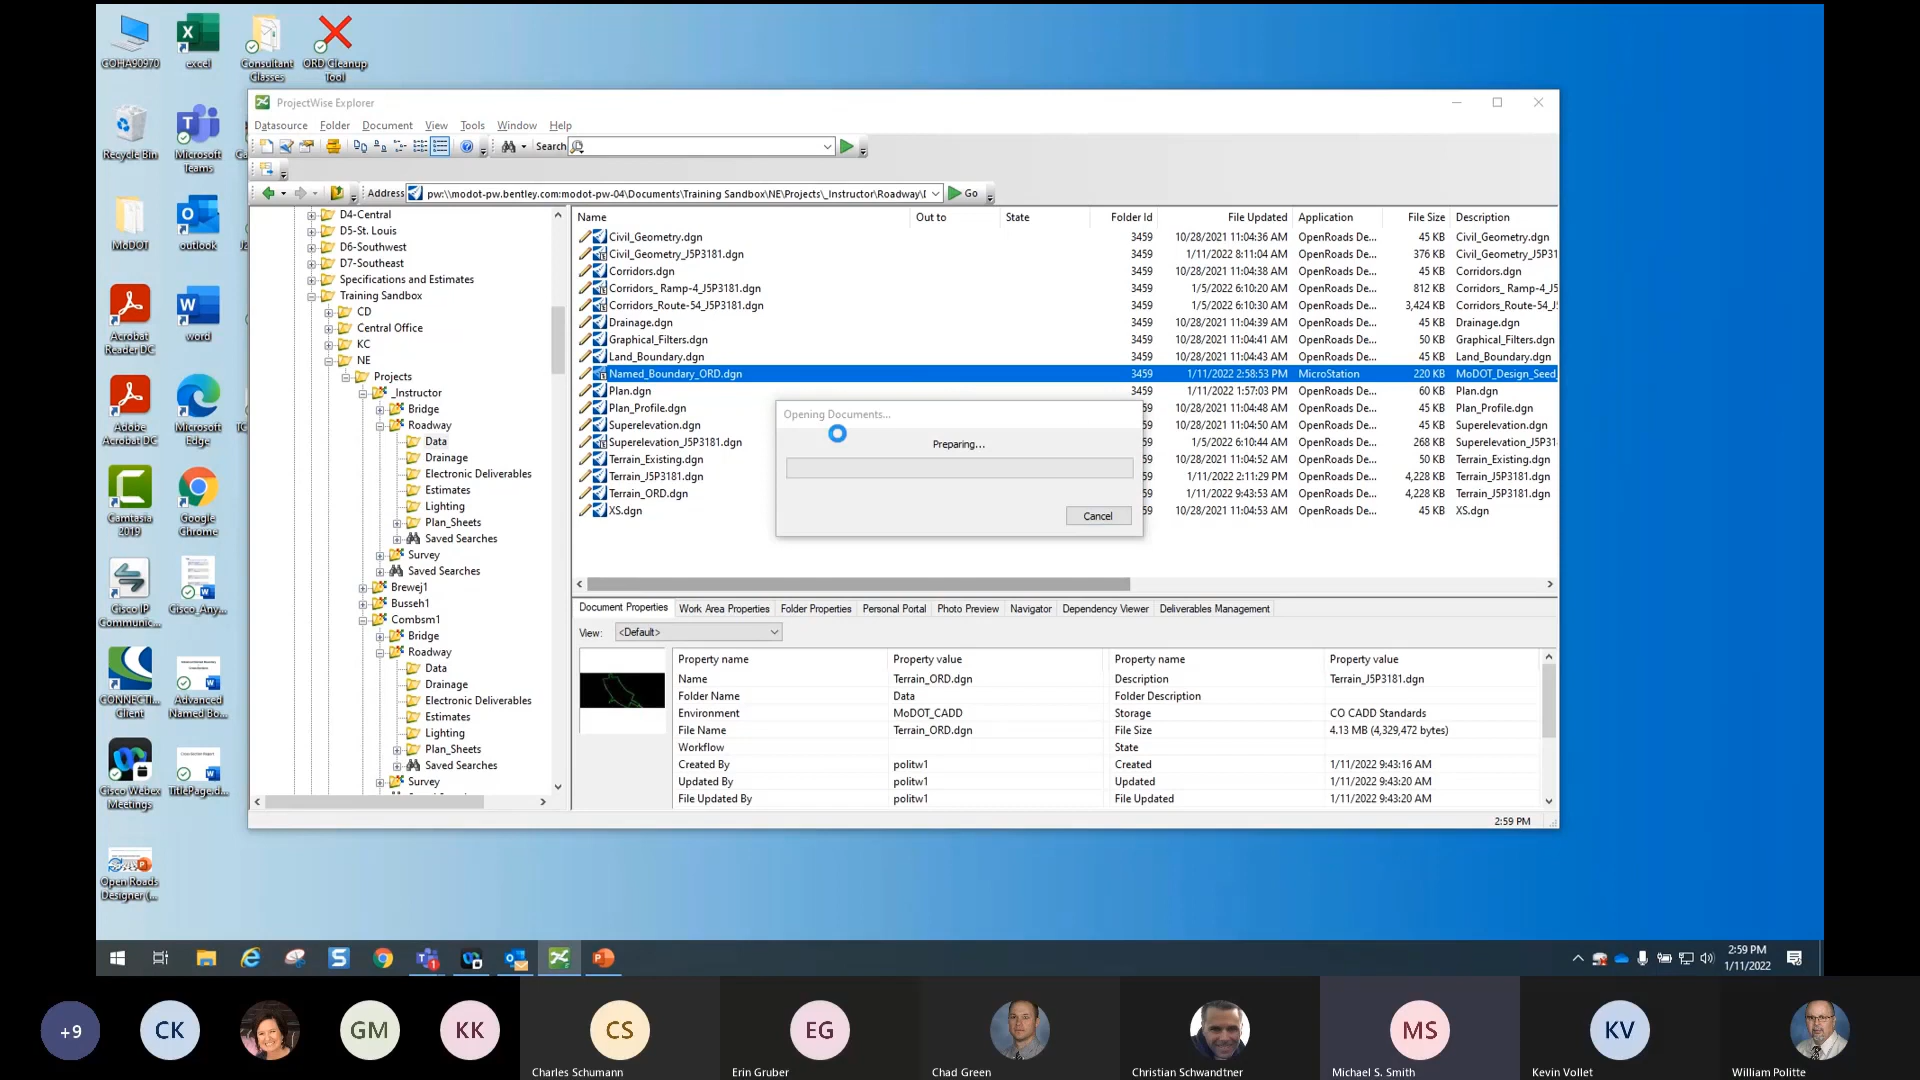 COHA90970
excel
Consultant Classes
ORD Cleanup Tool
Recycle Bin
Microsoft Teams
MoDOT
outlook
Acrobat Reader DC
word
Adobe Acrobat DC
Microsoft Edge
Camtasia 2019
Google Chrome
Cisco IP Communic...
Cisco_Any...
CONNECTI... Client
Advanced Named Bo...
Cisco Webex Meetings
TitlePage.d...
Open Roads Designer (...
ProjectWise Explorer
Datasource Folder Document View Tools Window Help
Search
Address pw:\\modot-pw.bentley.com:modot-pw-04\Documents\Training Sandbox\NE\Projects\_Instructor\Roadway\I Go
D4-Central
D5-St. Louis
D6-Southwest
D7-Southeast
Specifications and Estimates
Training Sandbox
CD
Central Office
KC
NE
Projects
_Instructor
Bridge
Roadway
Data
Drainage
Electronic Deliverables
Estimates
Lighting
Plan_Sheets
Saved Searches
Survey
Saved Searches
Brewej1
Busseh1
Combsm1
Bridge
Roadway
Data
Drainage
Electronic Deliverables
Estimates
Lighting
Plan_Sheets
Saved Searches
Survey
Name Out to State Folder Id File Updated Application File Size Description
Civil_Geometry.dgn 3459 10/28/2021 11:04:36 AM OpenRoads De... 45 KB Civil_Geometry.dgn
Civil_Geometry_J5P3181.dgn 3459 1/11/2022 8:11:04 AM OpenRoads De... 376 KB Civil_Geometry_J5P31
Corridors.dgn 3459 10/28/2021 11:04:38 AM OpenRoads De... 45 KB Corridors.dgn
Corridors_ Ramp-4_J5P3181.dgn 3459 1/5/2022 6:10:20 AM OpenRoads De... 812 KB Corridors_ Ramp-4_J5
Corridors_Route-54_J5P3181.dgn 3459 1/5/2022 6:10:30 AM OpenRoads De... 3,424 KB Corridors_Route-54_J
Drainage.dgn 3459 10/28/2021 11:04:39 AM OpenRoads De... 45 KB Drainage.dgn
Graphical_Filters.dgn 3459 10/28/2021 11:04:41 AM OpenRoads De... 50 KB Graphical_Filters.dgn
Land_Boundary.dgn 3459 10/28/2021 11:04:43 AM OpenRoads De... 45 KB Land_Boundary.dgn
Named_Boundary_ORD.dgn 3459 1/11/2022 2:58:53 PM MicroStation 220 KB MoDOT_Design_Seed
Plan.dgn 3459 1/11/2022 1:57:03 PM OpenRoads De... 60 KB Plan.dgn
Plan_Profile.dgn 59 10/28/2021 11:04:48 AM OpenRoads De... 45 KB Plan_Profile.dgn
Superelevation.dgn 59 10/28/2021 11:04:50 AM OpenRoads De... 45 KB Superelevation.dgn
Superelevation_J5P3181.dgn 59 1/5/2022 6:10:44 AM OpenRoads De... 268 KB Superelevation_J5P31
Terrain_Existing.dgn 59 10/28/2021 11:04:52 AM OpenRoads De... 50 KB Terrain_Existing.dgn
Terrain_J5P3181.dgn 59 1/11/2022 2:11:29 PM OpenRoads De... 4,228 KB Terrain_J5P3181.dgn
Terrain_ORD.dgn 59 1/11/2022 9:43:53 AM OpenRoads De... 4,228 KB Terrain_J5P3181.dgn
XS.dgn 59 10/28/2021 11:04:53 AM OpenRoads De... 45 KB XS.dgn
Opening Documents...
Preparing...
Cancel
Document Properties Work Area Properties Folder Properties Personal Portal Photo Preview Navigator Dependency Viewer Deliverables Management
View: <Default>
Property name Property value Property name Property value
Name Terrain_ORD.dgn Description Terrain_J5P3181.dgn
Folder Name Data Folder Description
Environment MoDOT_CADD Storage CO CADD Standards
File Name Terrain_ORD.dgn File Size 4.13 MB (4,329,472 bytes)
Workflow State
Created By politw1 Created 1/11/2022 9:43:16 AM
Updated By politw1 Updated 1/11/2022 9:43:20 AM
File Updated By politw1 File Updated 1/11/2022 9:43:20 AM
2:59 PM
2:59 PM
1/11/2022
+9 CK GM KK CS EG MS KV
Charles Schumann Erin Gruber Chad Green Christian Schwandtner Michael S. Smith Kevin Vollet William Politte